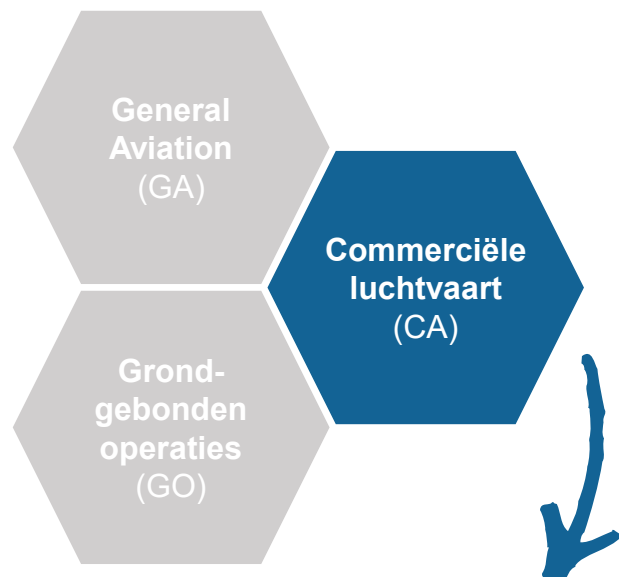 General
Aviation
(GA)
Commerciële
luchtvaart
(CA)
Grond-
gebonden
operaties
(GO)